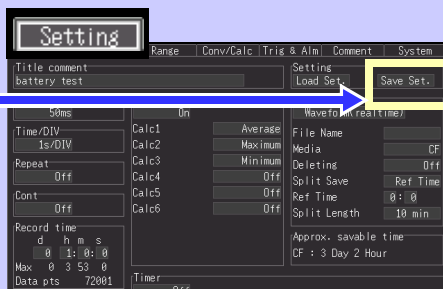 Setting
Range Conv/Calc Trig & Alm Comment System
Title comment
battery test
Setting
Load Set. Save Set.
50ms
On
Waveform(realtime)
Time/DIV
1s/DIV
Repeat
Off
Cont
Off
Record time
d h m s
0 1: 0: 0
Max 0 3 53 0
Data pts 72001
Calc1 Average
Calc2 Maximum
Calc3 Minimum
Calc4 Off
Calc5 Off
Calc6 Off
Timer
Off
File Name
Media CF
Deleting Off
Split Save Ref Time
Ref Time 0: 0
Split Length 10 min
Approx. savable time
CF : 3 Day 2 Hour